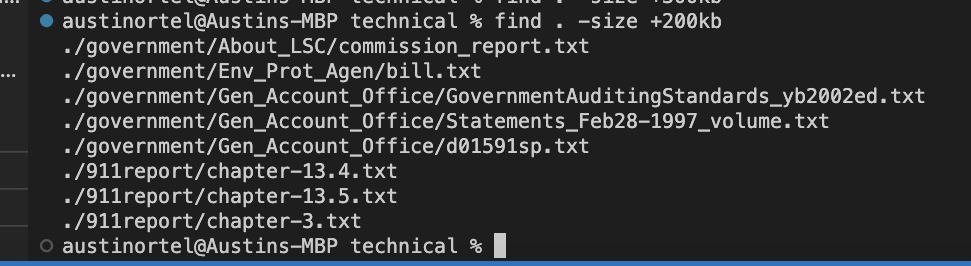 austinortel@Austins-MBP technical % find . -size +200kb
./government/About_LSC/commission_report.txt
./government/Env_Prot_Agen/bill.txt
./government/Gen_Account_Office/GovernmentAuditingStandards_yb2002ed.txt
./government/Gen_Account_Office/Statements_Feb28-1997_volume.txt
./government/Gen_Account_Office/d01591sp.txt
./911report/chapter-13.4.txt
./911report/chapter-13.5.txt
./911report/chapter-3.txt
austinortel@Austins-MBP technical %